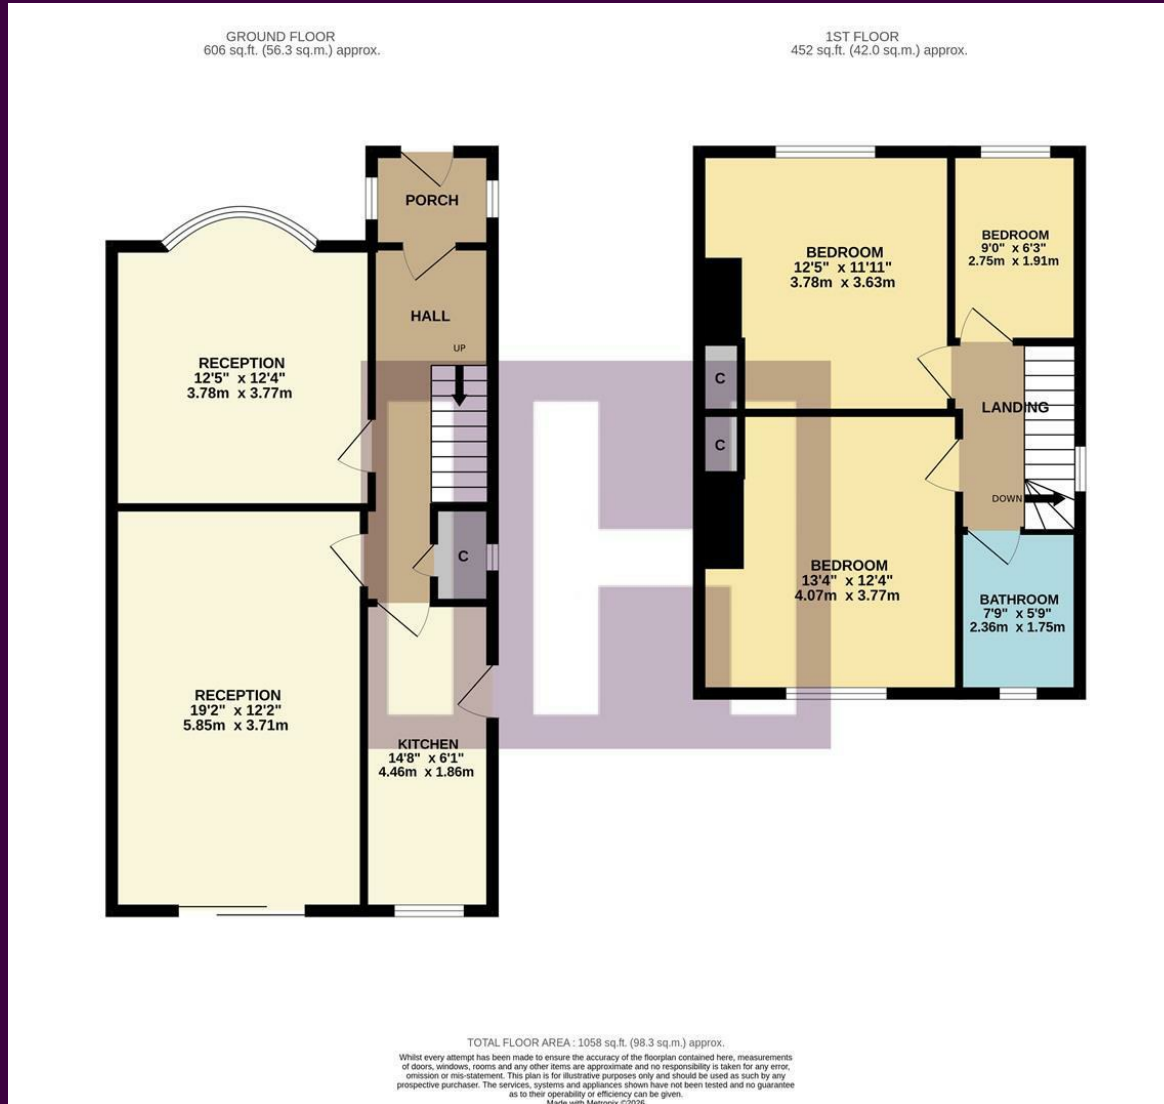 GROUND FLOOR
606 sq.ft. (56.3 sq.m.) approx.
1ST FLOOR
452 sq.ft. (42.0 sq.m.) approx.
PORCH
HALL
UP
RECEPTION
12'5" x 12'4"
3.78m x 3.77m
C
RECEPTION
19'2" x 12'2"
5.85m x 3.71m
KITCHEN
14'8" x 6'1"
4.46m x 1.86m
BEDROOM
12'5" x 11'11"
3.78m x 3.63m
BEDROOM
9'0" x 6'3"
2.75m x 1.91m
C
C
LANDING
DOWN
BEDROOM
13'4" x 12'4"
4.07m x 3.77m
BATHROOM
7'9" x 5'9"
2.36m x 1.75m
TOTAL FLOOR AREA : 1058 sq.ft. (98.3 sq.m.) approx.
Whilst every attempt has been made to ensure the accuracy of the floorplan contained here, measurements
of doors, windows, rooms and any other items are approximate and no responsibility is taken for any error,
omission or mis-statement. This plan is for illustrative purposes only and should be used as such by any
prospective purchaser. The services, systems and appliances shown have not been tested and no guarantee
as to their operability or efficiency can be given.
Made with Metropix ©2026